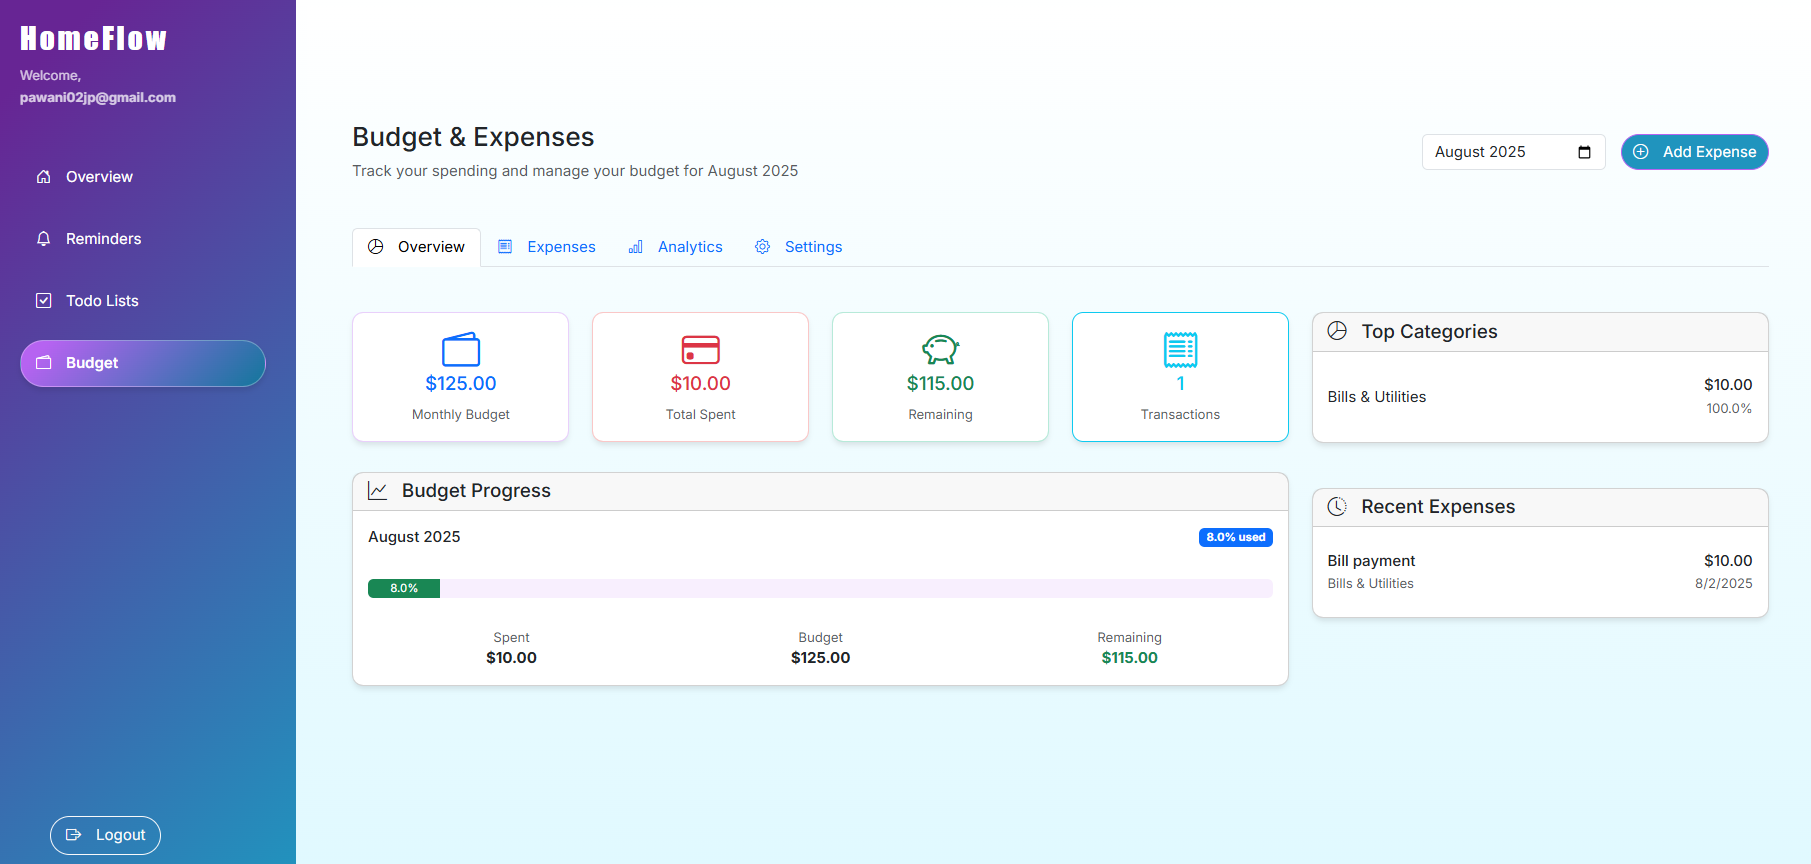 HomeFlow
Welcome,
pawani02jp@gmail.com
Overview
Reminders
Todo Lists
Budget
Logout
Budget & Expenses
Track your spending and manage your budget for August 2025
August 2025
Add Expense
Overview
Expenses
Analytics
Settings
$125.00
Monthly Budget
$10.00
Total Spent
$115.00
Remaining
1
Transactions
Budget Progress
August 2025
8.0% used
8.0%
Spent
$10.00
Budget
$125.00
Remaining
$115.00
Top Categories
Bills & Utilities
$10.00
100.0%
Recent Expenses
Bill payment
$10.00
Bills & Utilities
8/2/2025